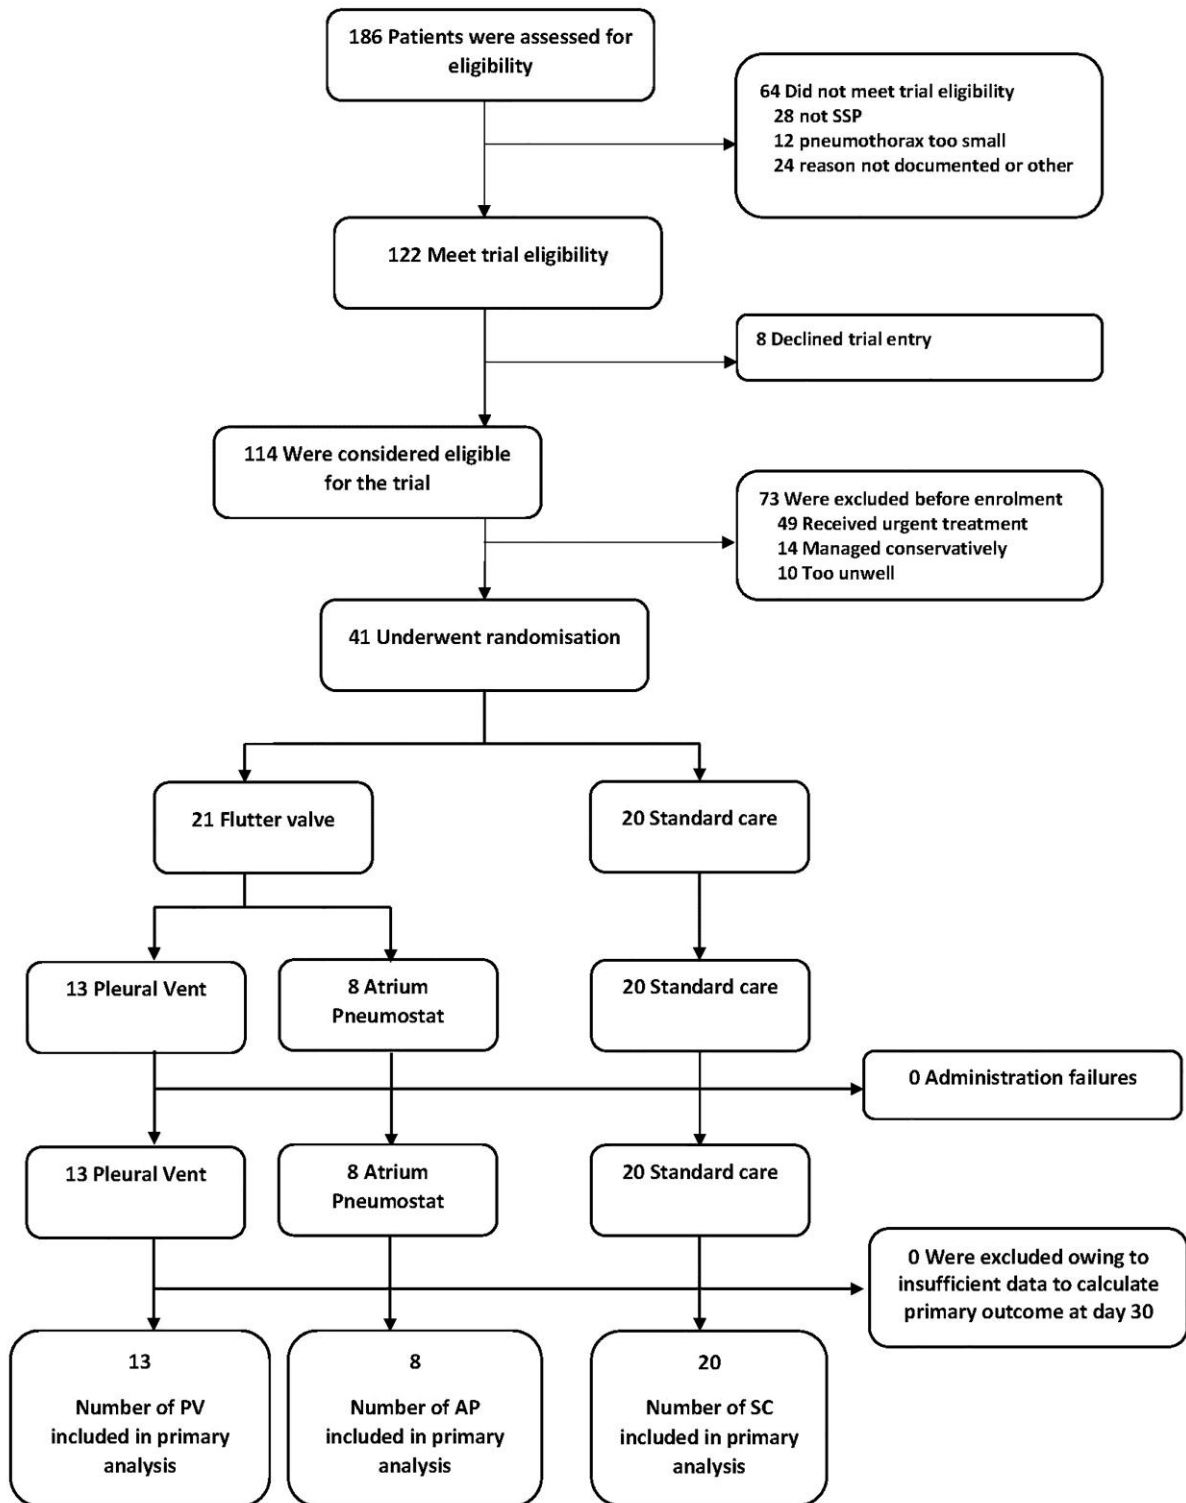 186 Patients were assessed for
eligibility
64 Did not meet trial eligibility
28 not SSP
12 pneumothorax too small
24 reason not documented or other
122 Meet trial eligibility
8 Declined trial entry
114 Were considered eligible
for the trial
73 Were excluded before enrolment
49 Received urgent treatment
14 Managed conservatively
10 Too unwell
41 Underwent randomisation
21 Flutter valve
20 Standard care
13 Pleural Vent
8 Atrium
Pneumostat
20 Standard care
0 Administration failures
13 Pleural Vent
8 Atrium
Pneumostat
20 Standard care
0 Were excluded owing to
insufficient data to calculate
primary outcome at day 30
13
Number of PV
included in primary
analysis
8
Number of AP
included in primary
analysis
20
Number of SC
included in primary
analysis